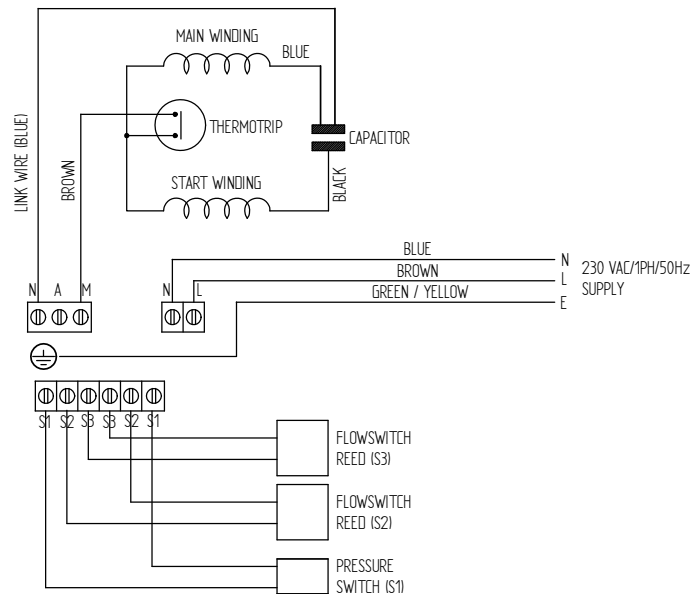 MAIN WINDING
BLUE
THERMOTRIP
CAPACITOR
START WINDING
BLACK
LINK WIRE (BLUE)
BROWN
N A M
N L
BLUE
BROWN
GREEN / YELLOW
N
L
E
230 VAC/1PH/50Hz
SUPPLY
S1 S2 S3 S3 S2 S1
FLOWSWITCH
REED (S3)
FLOWSWITCH
REED (S2)
PRESSURE
SWITCH (S1)